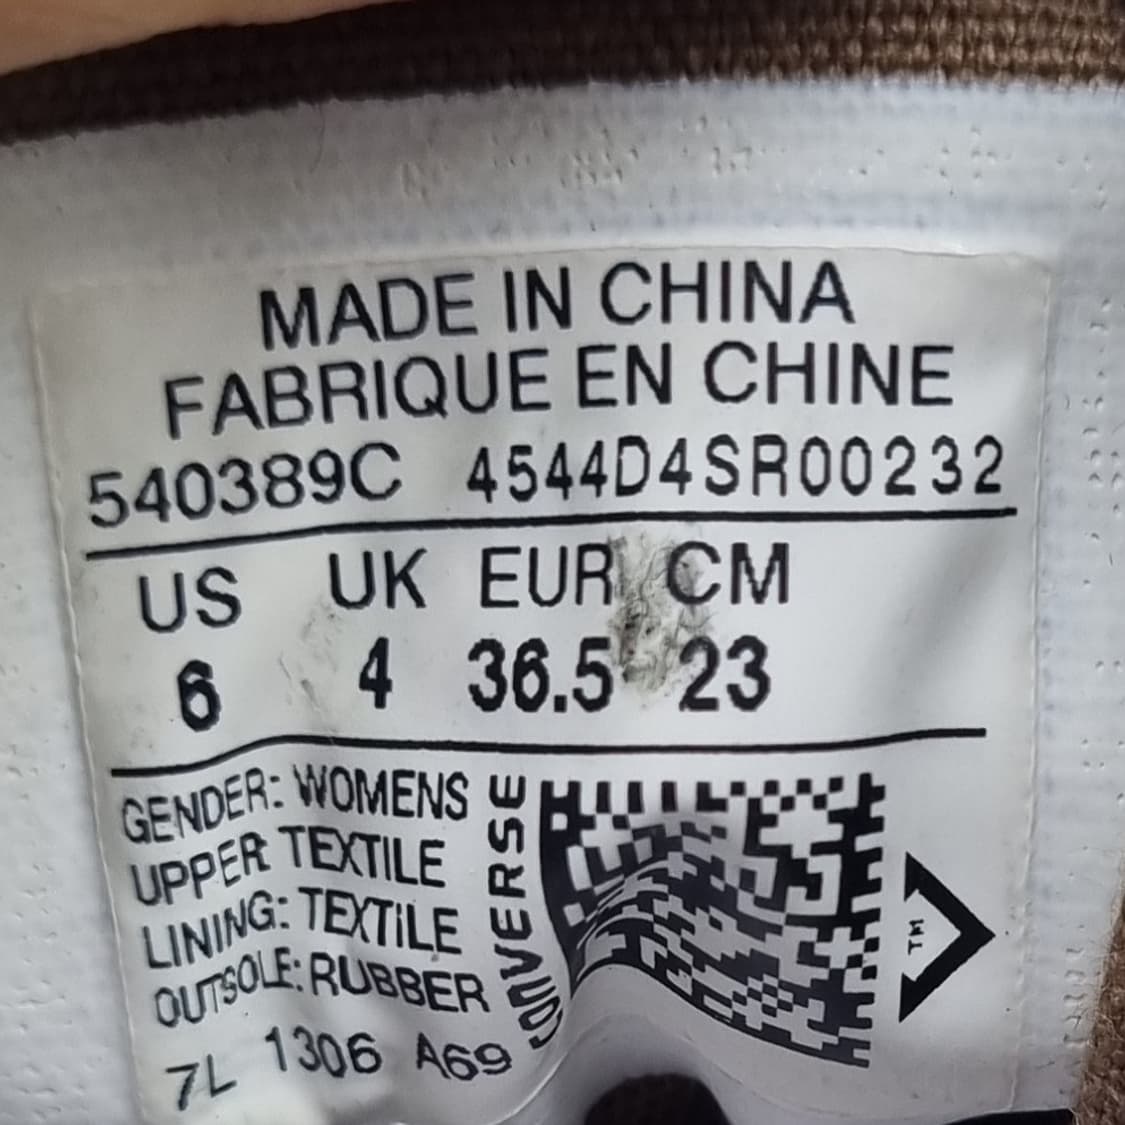 MADE IN CHINA
FABRIQUE EN CHINE
540389C 4544D4SR00232
US UK EUR CM
6 4 36.5 23
GENDER: WOMENS
UPPER TEXTILE
LINING: TEXTILE
OUTSOLE: RUBBER
7L 1306 A69
CONVERSE
TM